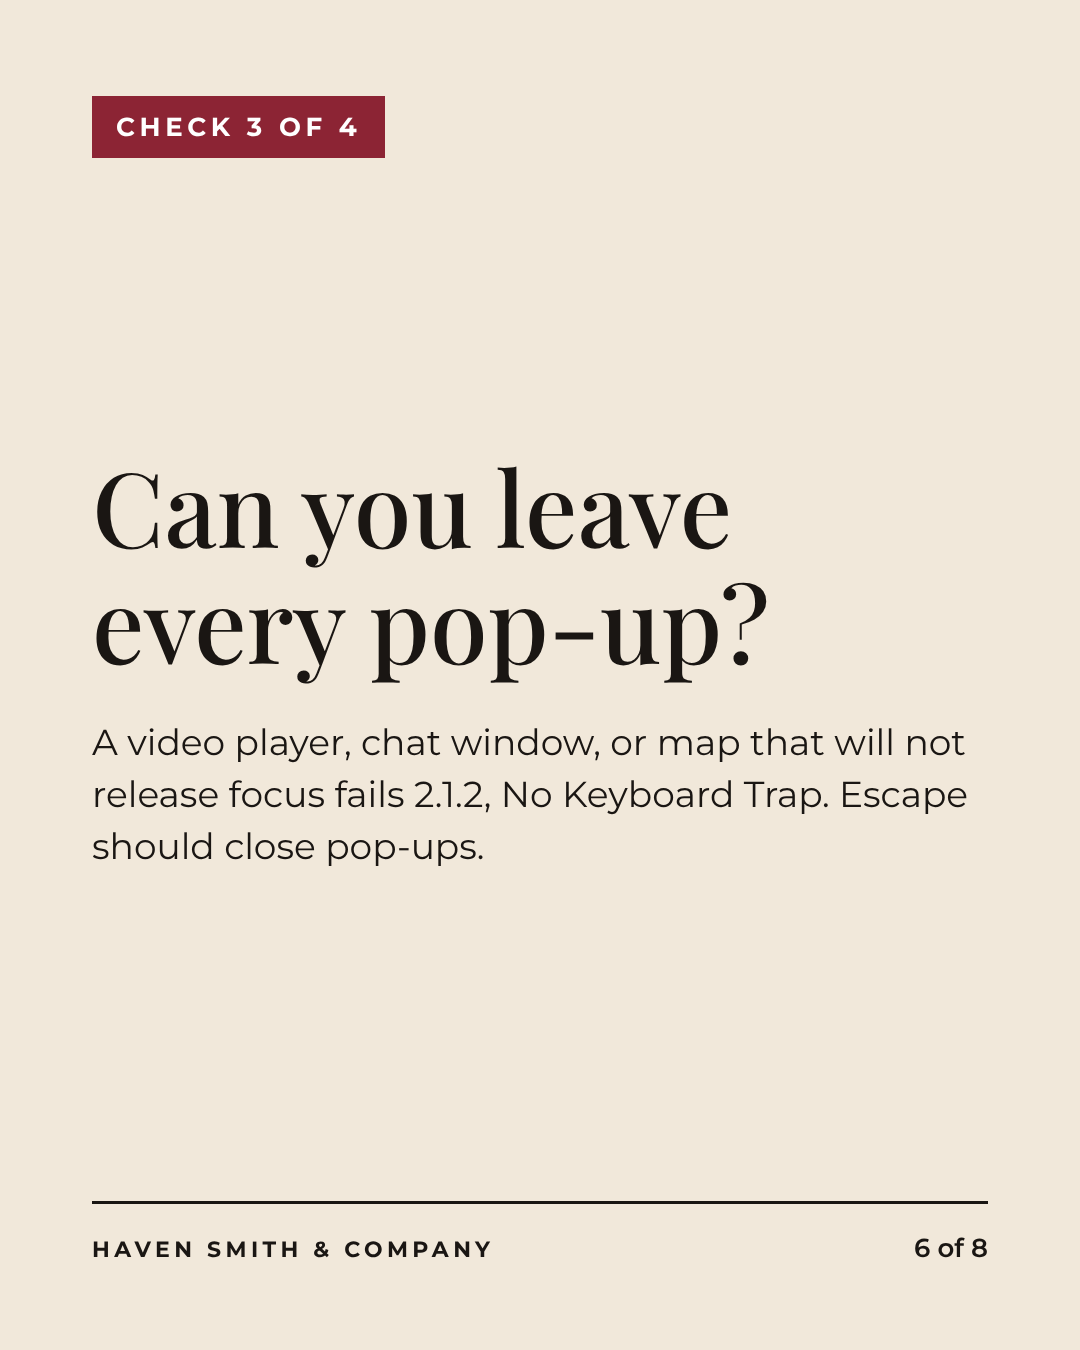 CHECK 3 OF 4
Can you leave
every pop-up?
A video player, chat window, or map that will not
release focus fails 2.1.2, No Keyboard Trap. Escape
should close pop-ups.
HAVEN SMITH & COMPANY
6 of 8